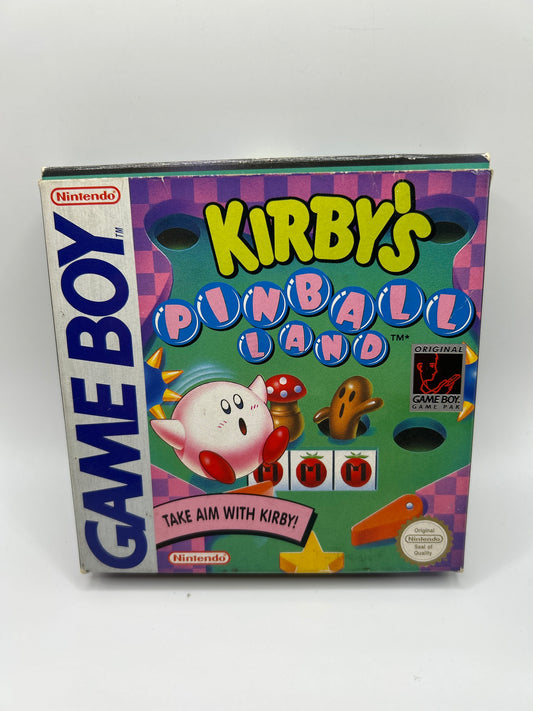 Nintendo
GAME BOY
TM
KIRBY'S
PINBALL
LAND
TM*
ORIGINAL
GAME BOY
GAME PAK
M M M
TAKE AIM WITH KIRBY!
Nintendo
Original
Nintendo
Seal of
Quality